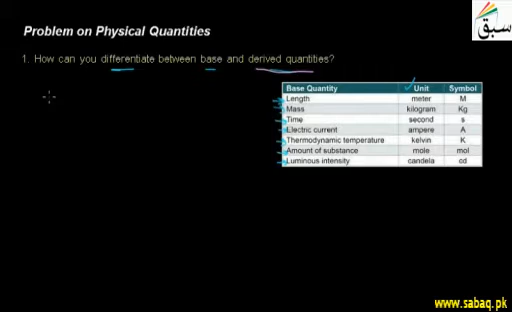 Problem on Physical Quantities
سبق
1. How can you differentiate between base and derived quantities?
Base Quantity Unit Symbol
Length meter M
Mass kilogram Kg
Time second s
Electric current ampere A
Thermodynamic temperature kelvin K
Amount of substance mole mol
Luminous intensity candela cd
www.sabaq.pk